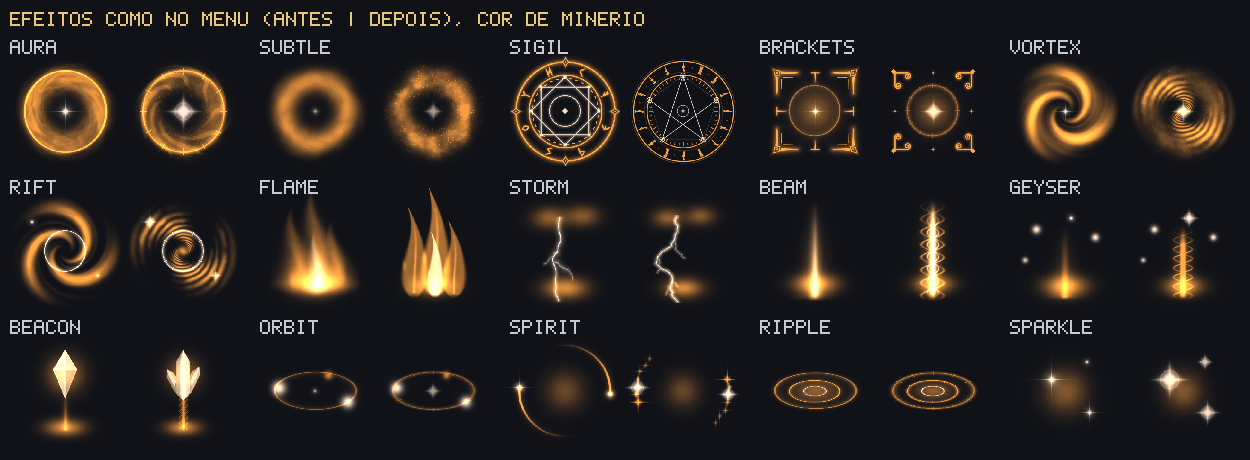 EFEITOS COMO NO MENU (ANTES | DEPOIS), COR DE MINERIO
AURA SUBTLE SIGIL BRACKETS VORTEX
RIFT FLAME STORM BEAM GEYSER
BEACON ORBIT SPIRIT RIPPLE SPARKLE